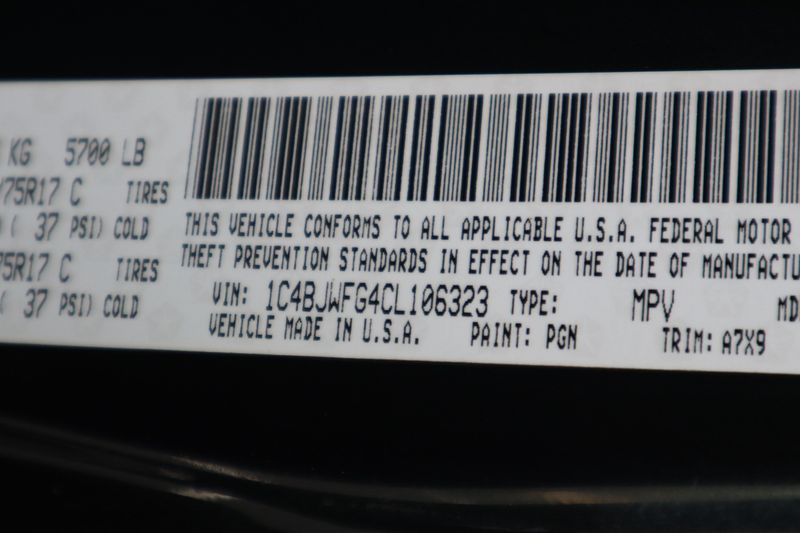 KG 5700 LB
75R17 C TIRES
( 37 PSI) COLD
75R17 C TIRES
( 37 PSI) COLD
THIS VEHICLE CONFORMS TO ALL APPLICABLE U.S.A. FEDERAL MOTOR
THEFT PREVENTION STANDARDS IN EFFECT ON THE DATE OF MANUFACTU
VIN: 1C4BJWFG4CL106323 TYPE: MPV MD
VEHICLE MADE IN U.S.A. PAINT: PGN TRIM: A7X9